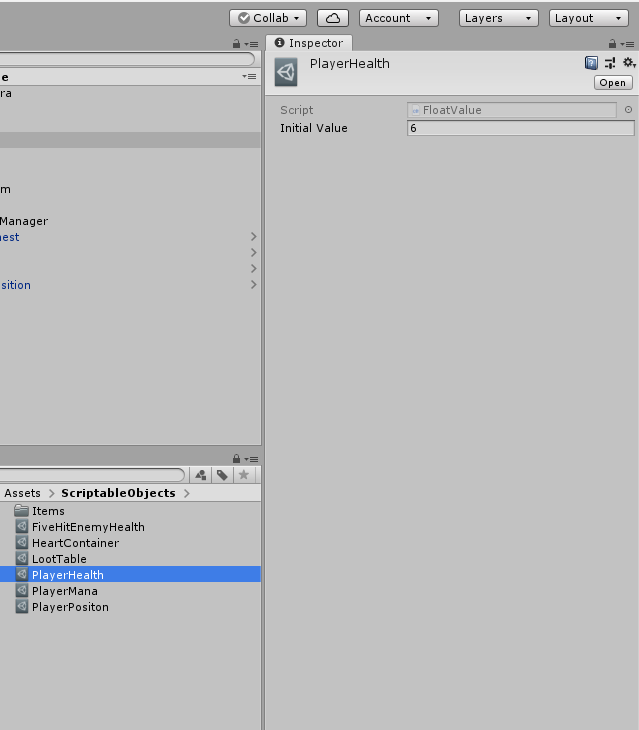 Collab
Account
Layers
Layout
Inspector
PlayerHealth
Open
Script
FloatValue
Initial Value
6
e
ra
m
Manager
nest
sition
Assets > ScriptableObjects >
Items
FiveHitEnemyHealth
HeartContainer
LootTable
PlayerHealth
PlayerMana
PlayerPositon